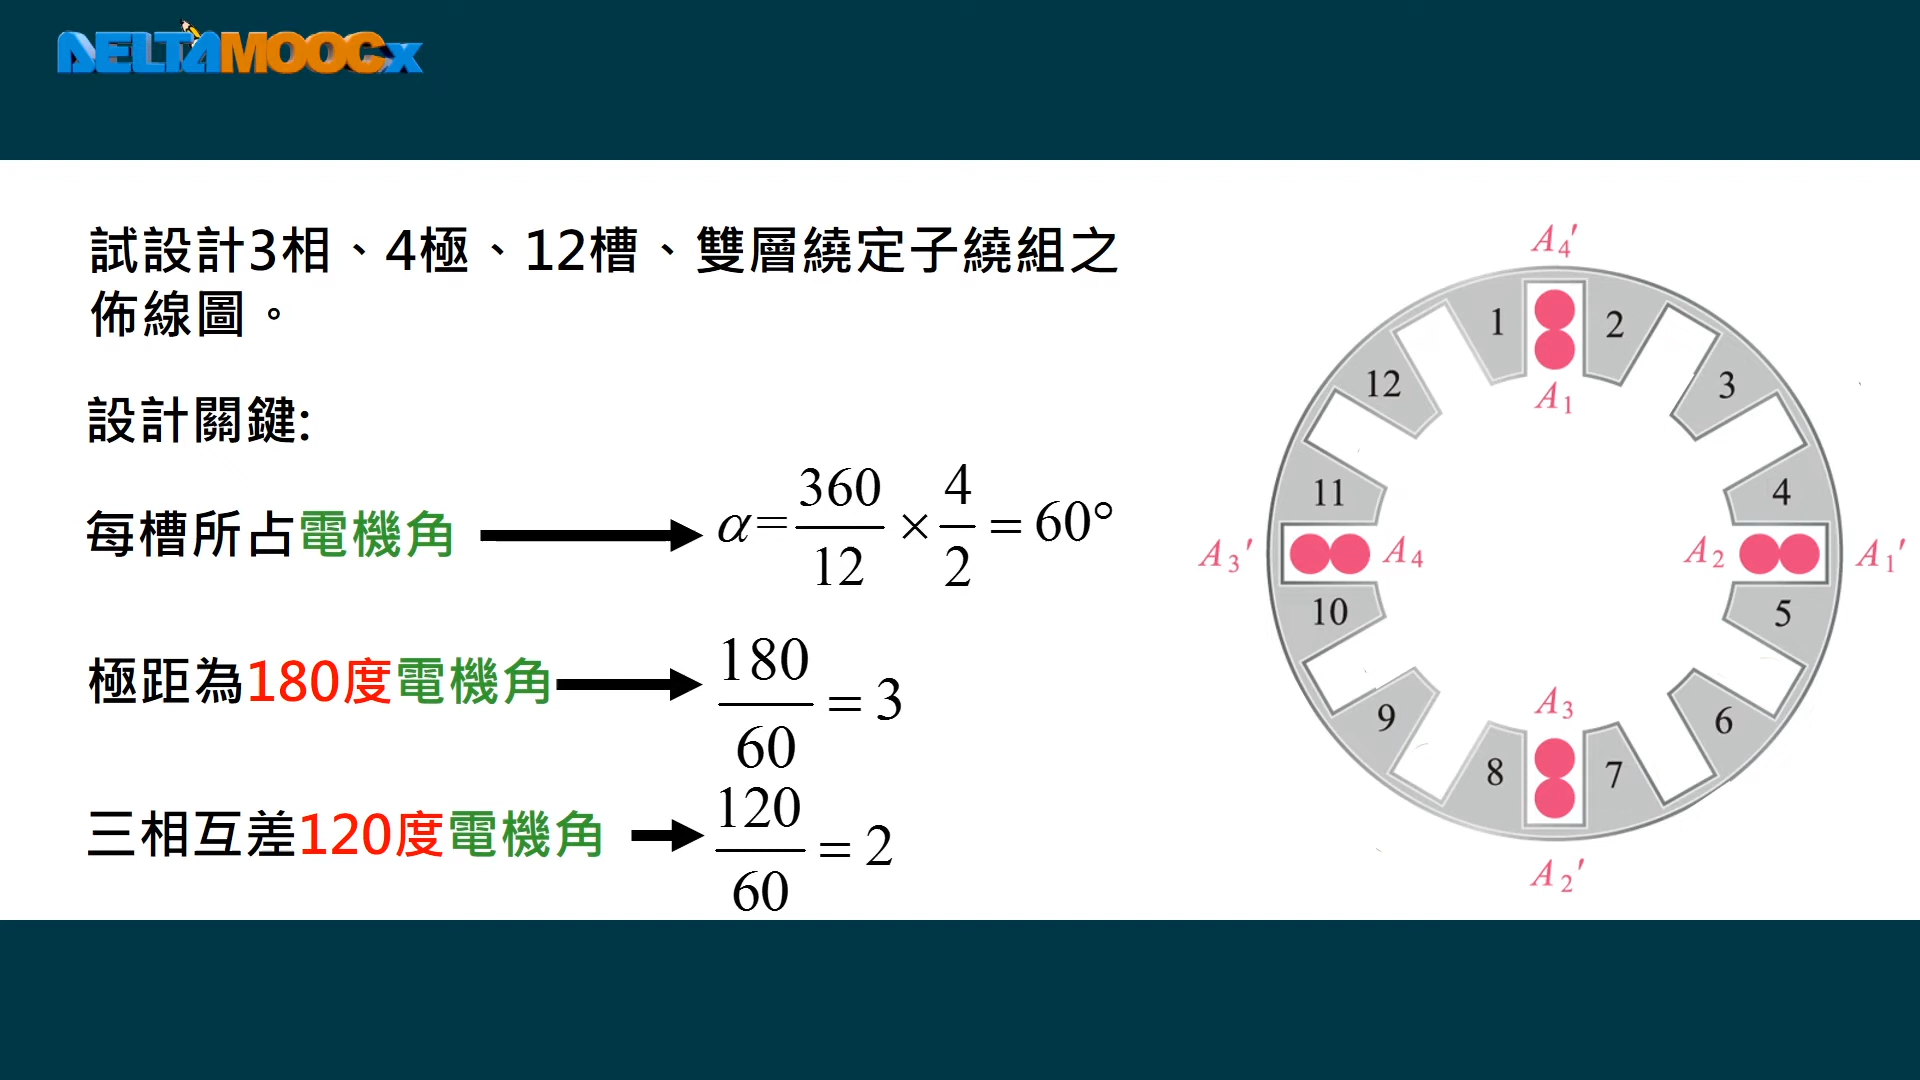 DELTAMOOCx
試設計3相、4極、12槽、雙層繞定子繞組之
佈線圖。
設計關鍵:
每槽所占電機角
α=360/12×4/2=60°
極距為180度電機角
180/60=3
三相互差120度電機角
120/60=2
A₄′
1
2
12
3
A₁
11
4
A₃′
A₄
A₂
A₁′
10
5
A₃
9
6
8
7
A₂′